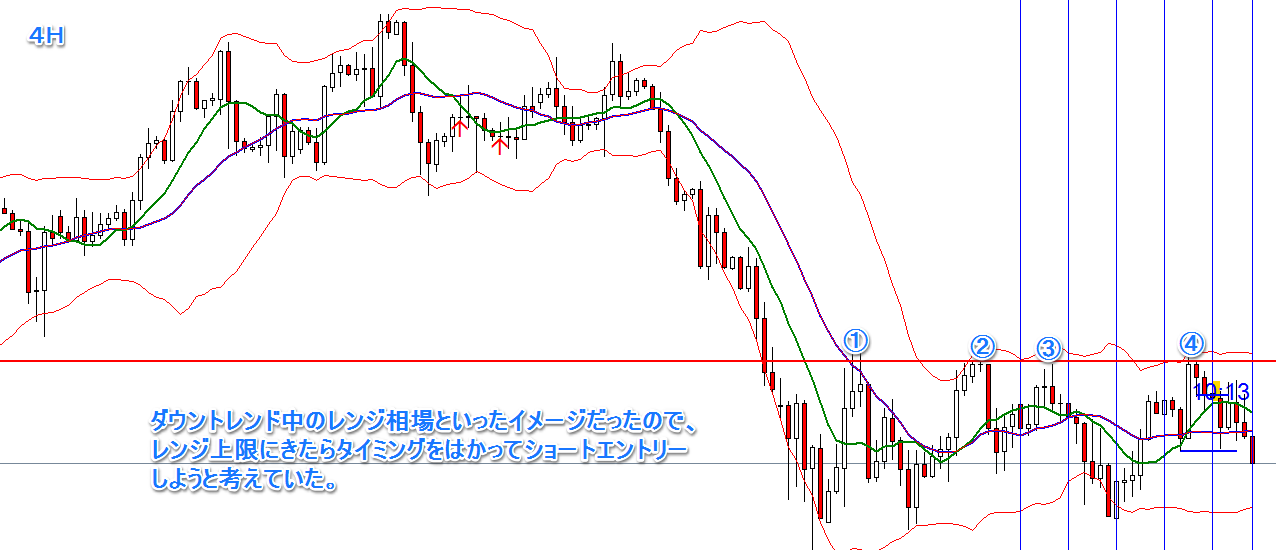 4H
① ② ③ ④
10.13
ダウントレンド中のレンジ相場といったイメージだったので、
レンジ上限にきたらタイミングをはかってショートエントリー
しようと考えていた。